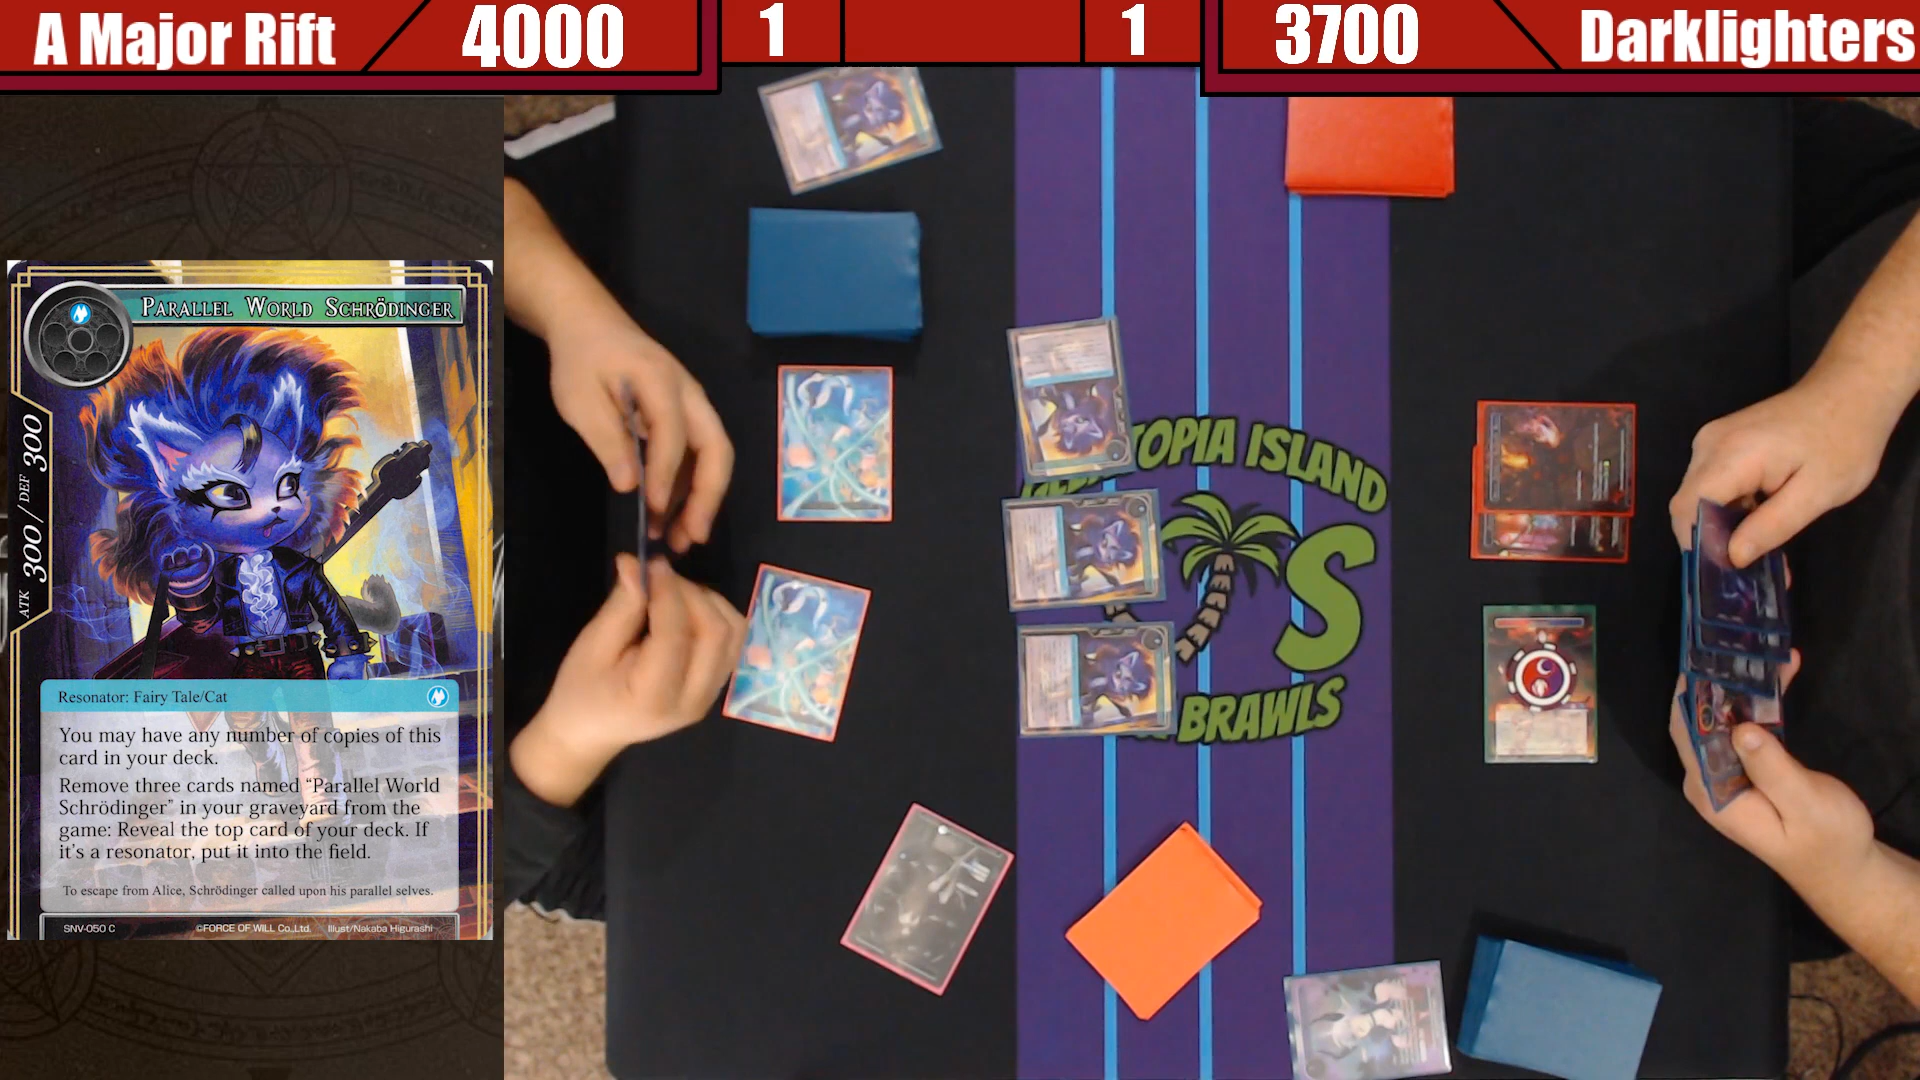 A Major Rift
4000
1
1
3700
Darklighters
PARALLEL WORLD SCHRÖDINGER
ATK 300 / DEF 300
Resonator: Fairy Tale/Cat
You may have any number of copies of this
card in your deck.
Remove three cards named “Parallel World
Schrödinger” in your graveyard from the
game: Reveal the top card of your deck. If
it's a resonator, put it into the field.
To escape from Alice, Schrödinger called upon his parallel selves.
SNV-050 C ©FORCE OF WILL Co.,Ltd. Illust/Nakaba Higurashi
TOPIA ISLAND
S
BRAWLS